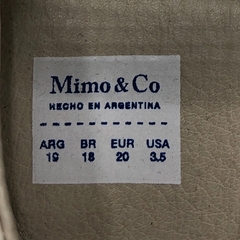 Mimo & Co
HECHO EN ARGENTINA
ARG BR EUR USA
19 18 20 3.5